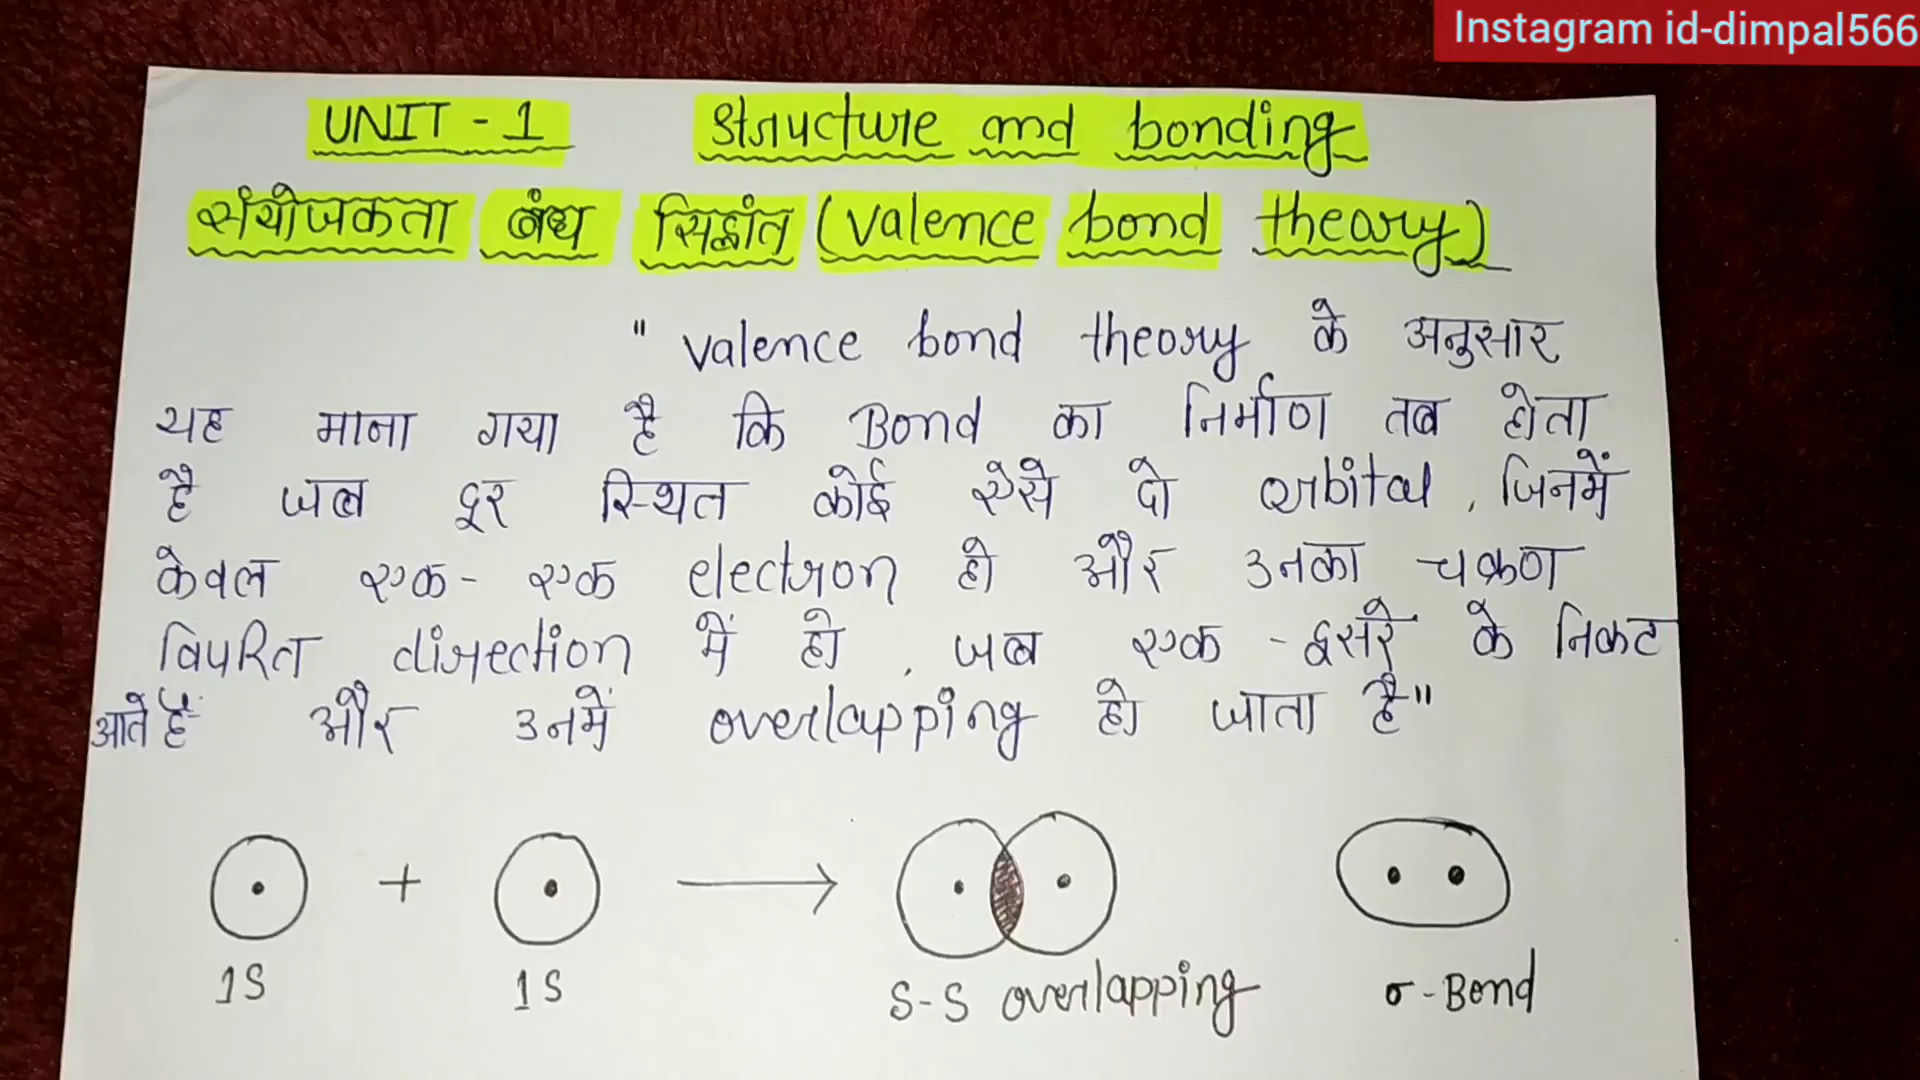 Instagram id-dimpal566
UNIT - 1 Structure and bonding
संयोजकता बंध सिद्धांत (valence bond theory)
" valence bond theory के अनुसार
यह माना गया है कि Bond का निर्माण तब होता
है जब दूर स्थित कोई ऐसे दो orbital , जिनमें
केवल एक - एक electron हो और उनका चक्रण
विपरित direction में हो , जब एक - दूसरे के निकट
आते हैं और उनमें overlapping हो जाता है"
+ →
1S 1S S-S overlapping σ-Bond